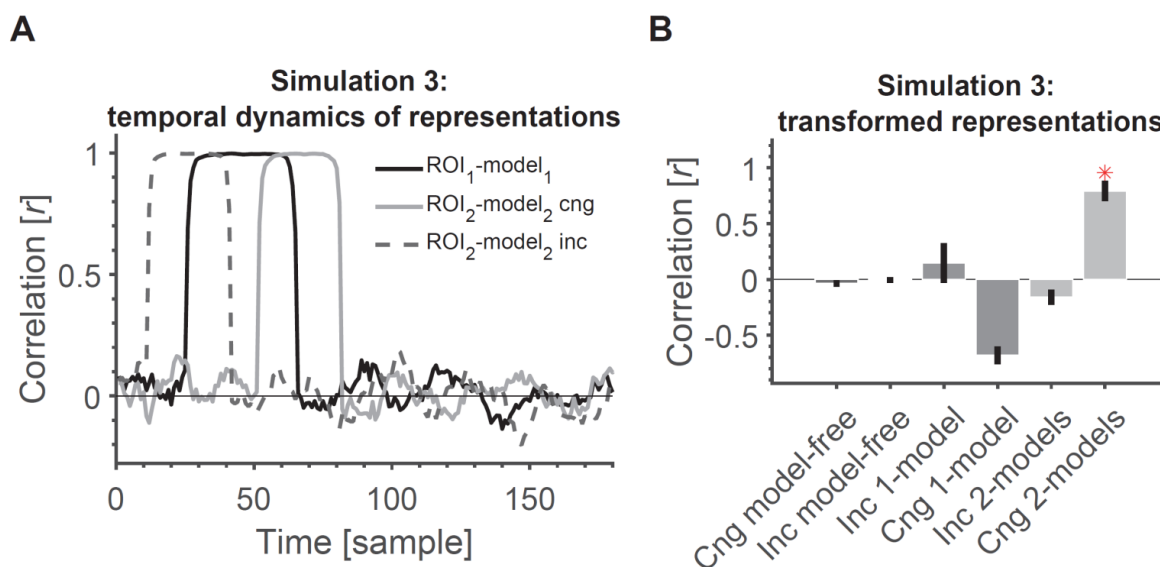 A
Simulation 3:
temporal dynamics of representations
1
0.5
0
Correlation [r]
ROI₁-model₁
ROI₂-model₂ cng
ROI₂-model₂ inc
0
50
100
150
Time [sample]
B
Simulation 3:
transformed representations
1
0.5
0
-0.5
Correlation [r]
*
Cng model-free
Inc model-free
Inc 1-model
Cng 1-model
Inc 2-models
Cng 2-models